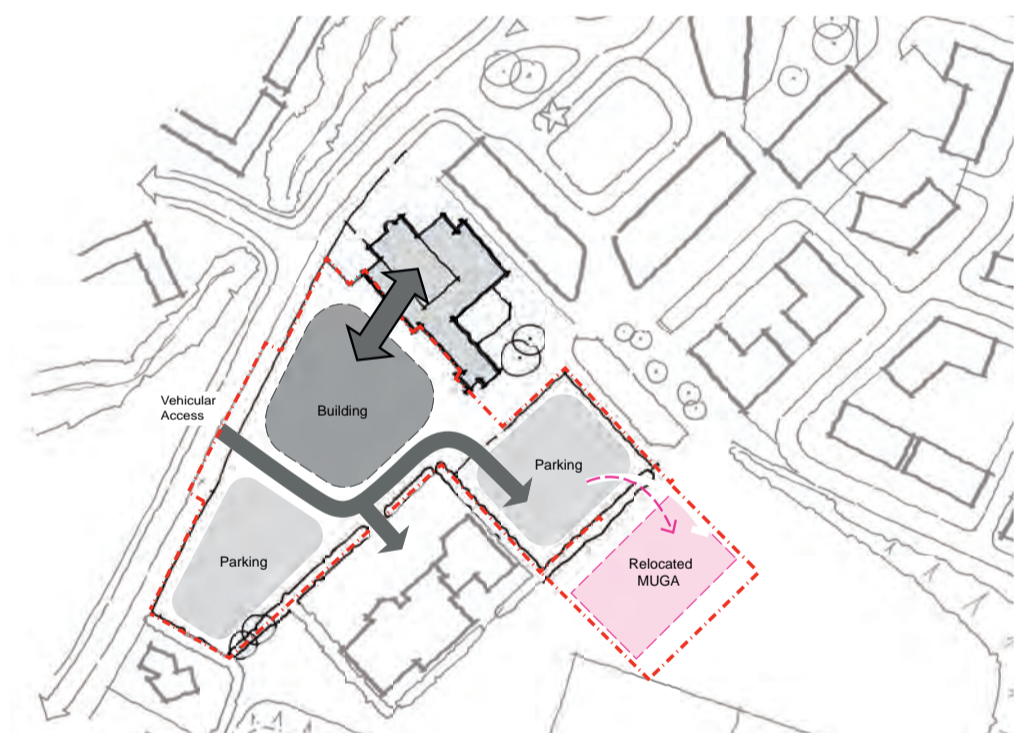 Vehicular
Access
Building
Parking
Parking
Relocated
MUGA